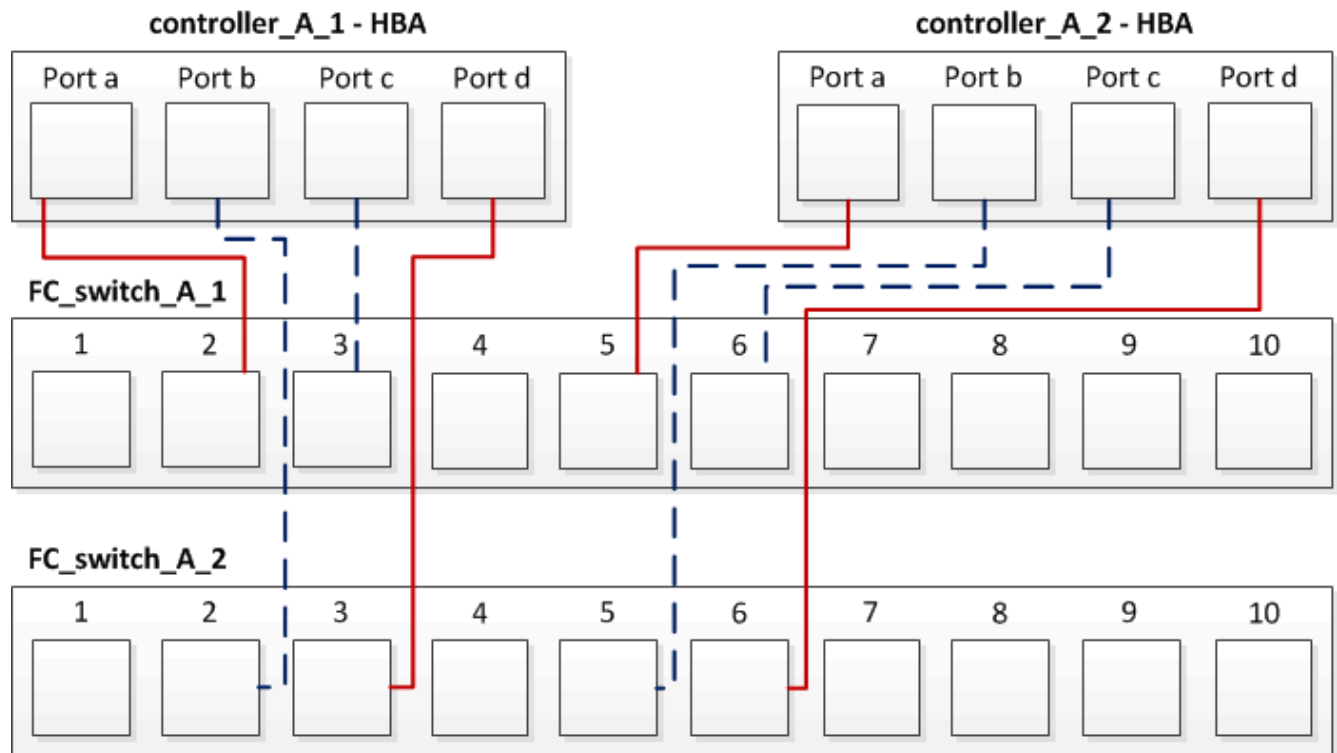 controller_A_1 - HBA
controller_A_2 - HBA
Port a Port b Port c Port d
Port a Port b Port c Port d
FC_switch_A_1
1 2 3 4 5 6 7 8 9 10
FC_switch_A_2
1 2 3 4 5 6 7 8 9 10